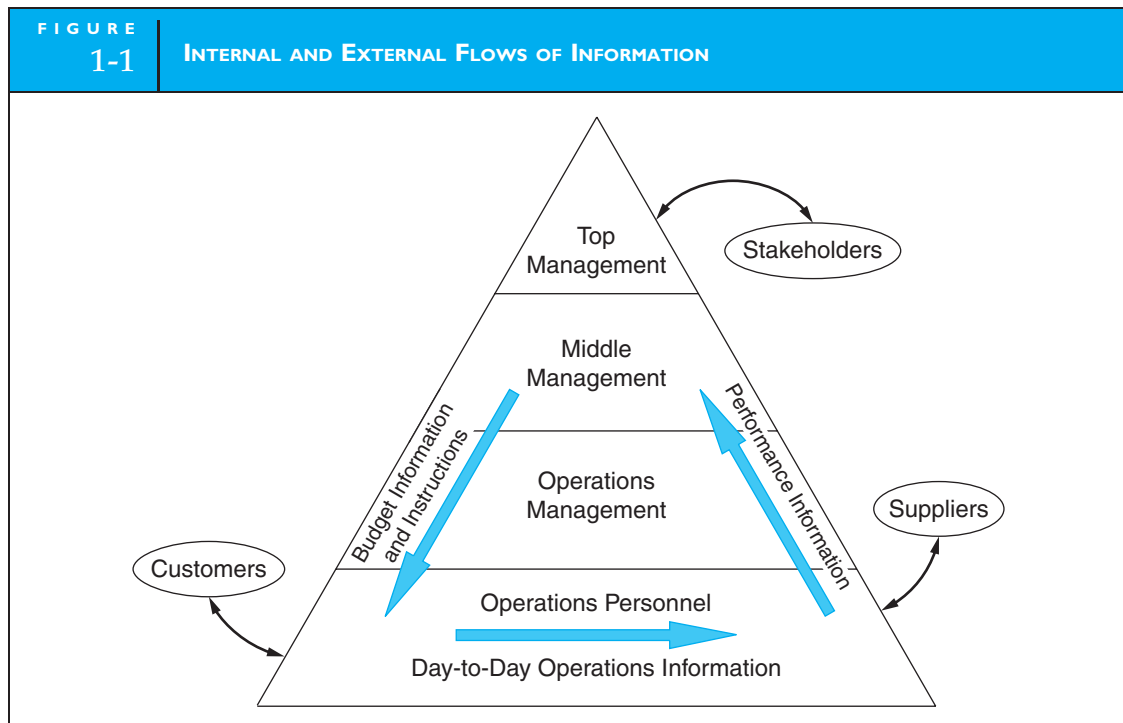 FIGURE
1-1
INTERNAL AND EXTERNAL FLOWS OF INFORMATION
Top
Management
Stakeholders
Middle
Management
Budget Information
and Instructions
Performance Information
Operations
Management
Suppliers
Customers
Operations Personnel
Day-to-Day Operations Information